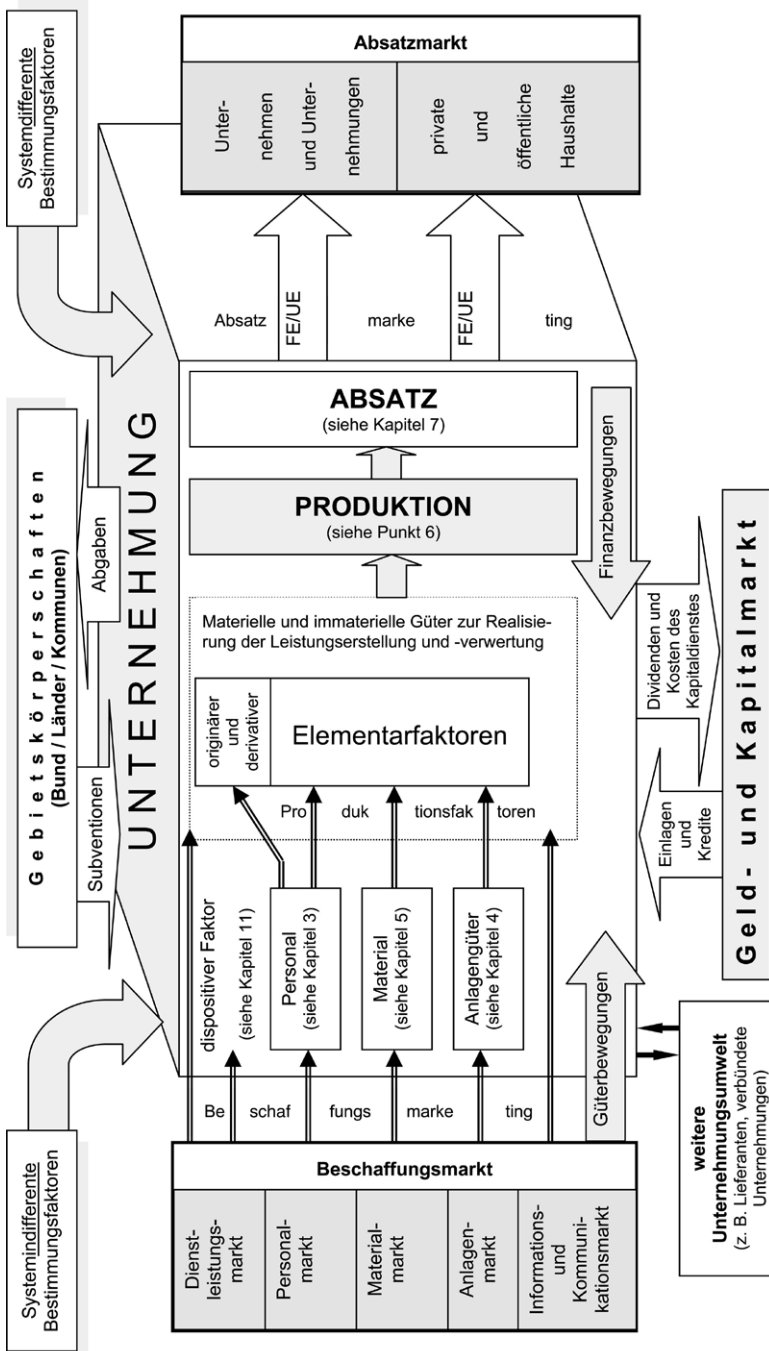 Systemindifferente
Bestimmungsfaktoren
Gebietskörperschaften
(Bund / Länder / Kommunen)
Systemdifferente
Bestimmungsfaktoren
Subventionen
Abgaben
UNTERNEHMUNG
Beschaffungsmarkt
Dienst-
leistungs-
markt
Personal-
markt
Material-
markt
Anlagen-
markt
Informations-
und
Kommuni-
kationsmarkt
Be schaf fungs marke ting
dispositiver Faktor
(siehe Kapitel 11)
Personal
(siehe Kapitel 3)
Material
(siehe Kapitel 5)
Anlagengüter
(siehe Kapitel 4)
Pro duk tionsfak toren
originärer
und
derivativer
Elementarfaktoren
Materielle und immaterielle Güter zur Realisie-
rung der Leistungserstellung und -verwertung
PRODUKTION
(siehe Punkt 6)
ABSATZ
(siehe Kapitel 7)
Absatz marke ting
FE/UE
FE/UE
Unter-
nehmen
und Unter-
nehmungen
private
und
öffentliche
Haushalte
Absatzmarkt
Güterbewegungen
Finanzbewegungen
weitere
Unternehmungsumwelt
(z. B. Lieferanten, verbündete
Unternehmungen)
Einlagen
und
Kredite
Dividenden und
Kosten des
Kapitaldienstes
Geld- und Kapitalmarkt